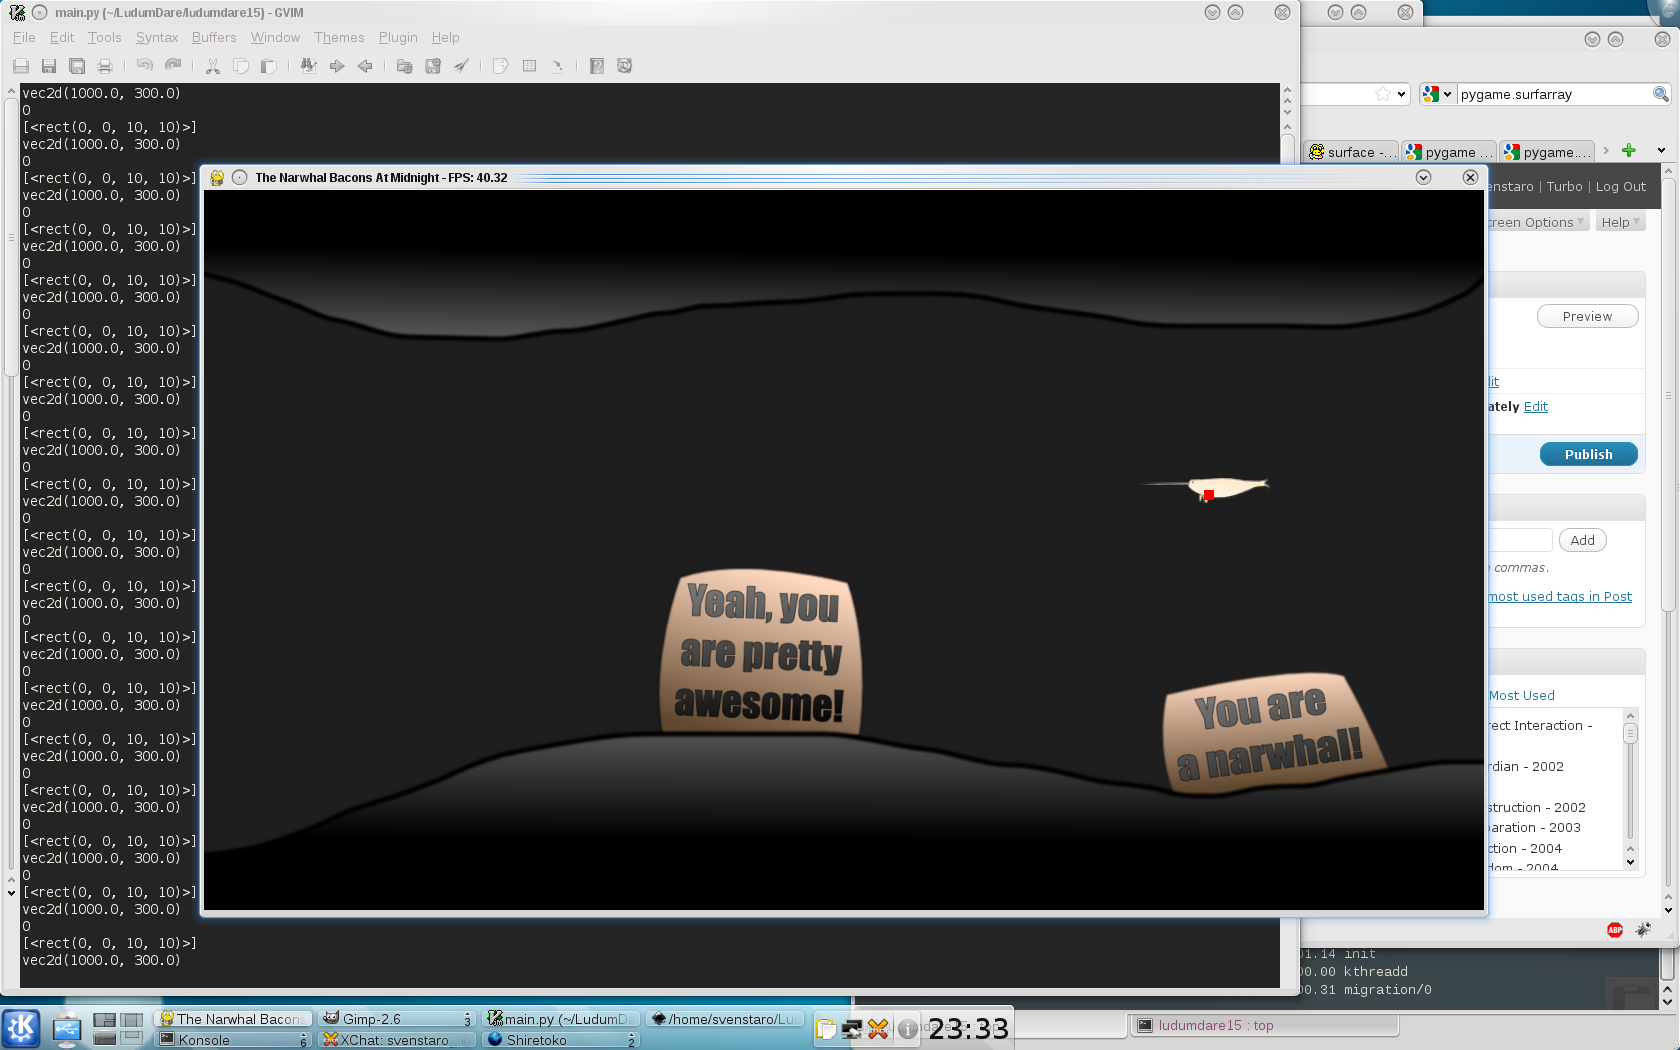 main.py (~/LudumDare/ludumdare15) - GVIM
File Edit Tools Syntax Buffers Window Themes Plugin Help
vec2d(1000.0, 300.0)
0
[<rect(0, 0, 10, 10)>]
vec2d(1000.0, 300.0)
0
[<rect(0, 0, 10, 10)>]
vec2d(1000.0, 300.0)
0
[<rect(0, 0, 10, 10)>]
vec2d(1000.0, 300.0)
0
[<rect(0, 0, 10, 10)>]
vec2d(1000.0, 300.0)
0
[<rect(0, 0, 10, 10)>]
vec2d(1000.0, 300.0)
0
[<rect(0, 0, 10, 10)>]
vec2d(1000.0, 300.0)
0
[<rect(0, 0, 10, 10)>]
vec2d(1000.0, 300.0)
0
[<rect(0, 0, 10, 10)>]
vec2d(1000.0, 300.0)
0
[<rect(0, 0, 10, 10)>]
vec2d(1000.0, 300.0)
0
[<rect(0, 0, 10, 10)>]
vec2d(1000.0, 300.0)
0
[<rect(0, 0, 10, 10)>]
vec2d(1000.0, 300.0)
0
[<rect(0, 0, 10, 10)>]
vec2d(1000.0, 300.0)
0
[<rect(0, 0, 10, 10)>]
vec2d(1000.0, 300.0)
0
[<rect(0, 0, 10, 10)>]
vec2d(1000.0, 300.0)
0
[<rect(0, 0, 10, 10)>]
vec2d(1000.0, 300.0)
0
[<rect(0, 0, 10, 10)>]
vec2d(1000.0, 300.0)
0
[<rect(0, 0, 10, 10)>]
vec2d(1000.0, 300.0)
The Narwhal Bacons At Midnight - FPS: 40.32
Yeah, you
are pretty
awesome!
You are
a narwhal!
pygame.surfarray
surface -... pygame ... pygame....
enstaro | Turbo | Log Out
creen Options Help
Preview
lit
ately Edit
Publish
Add
commas.
most used tags in Post
Most Used
rect Interaction -
rdian - 2002
struction - 2002
paration - 2003
ction - 2004
dom - 2004
ABP
01.14 init
00.00 kthreadd
00.31 migration/0
The Narwhal Bacons Gimp-2.6 3 main.py (~/LudumDa /home/svenstaro/Lu
Konsole 6 XChat: svenstaro_ Shiretoko 2
23:33
ludumdare15 : top